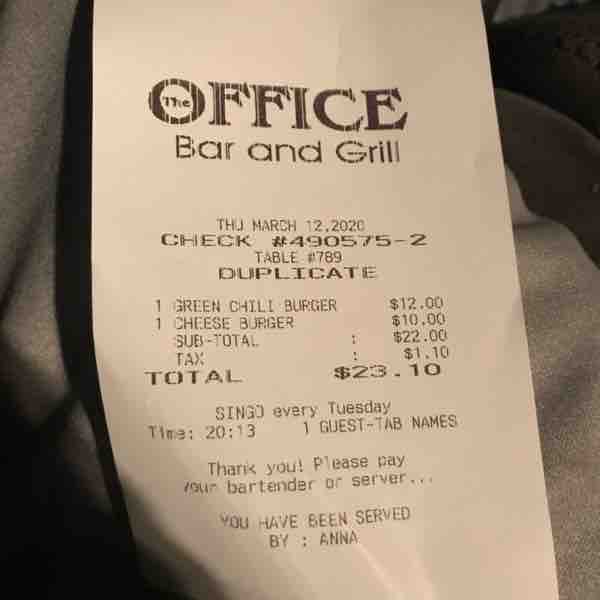 The OFFICE
Bar and Grill
THU MARCH 12,2020
CHECK #490575-2
TABLE #789
DUPLICATE
1 GREEN CHILI BURGER $12.00
1 CHEESE BURGER $10.00
SUB-TOTAL : $22.00
TAX : $1.10
TOTAL $23.10
SINGO every Tuesday
Time: 20:13 1 GUEST-TAB NAMES
Thank you! Please pay
your bartender or server...
YOU HAVE BEEN SERVED
BY : ANNA